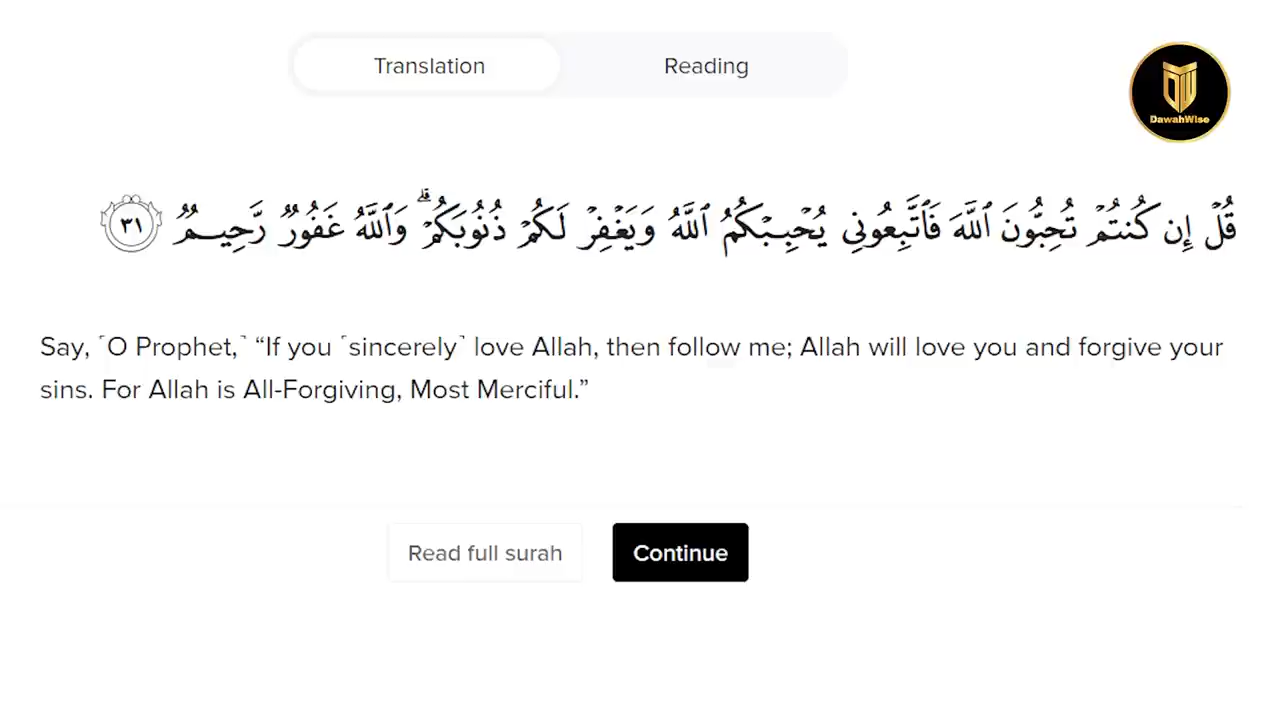 Translation
Reading
DawahWise
قُلْ إِن كُنتُمْ تُحِبُّونَ ٱللَّهَ فَٱتَّبِعُونِى يُحْبِبْكُمُ ٱللَّهُ وَيَغْفِرْ لَكُمْ ذُنُوبَكُمْ ۗ وَٱللَّهُ غَفُورٌ رَّحِيمٌ ٣١
Say, ˹O Prophet,˺ “If you ˹sincerely˺ love Allah, then follow me; Allah will love you and forgive your
sins. For Allah is All-Forgiving, Most Merciful.”
Read full surah
Continue